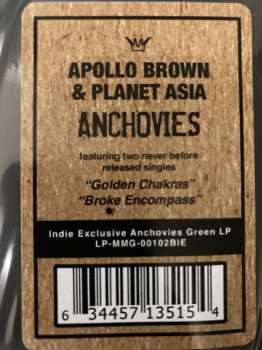 APOLLO BROWN
& PLANET ASIA
ANCHOVIES
featuring two never before
released singles
"Golden Chakras"
"Broke Encompass"
Indie Exclusive Anchovies Green LP
LP-MMG-00102BIE
6 34457 13515 4